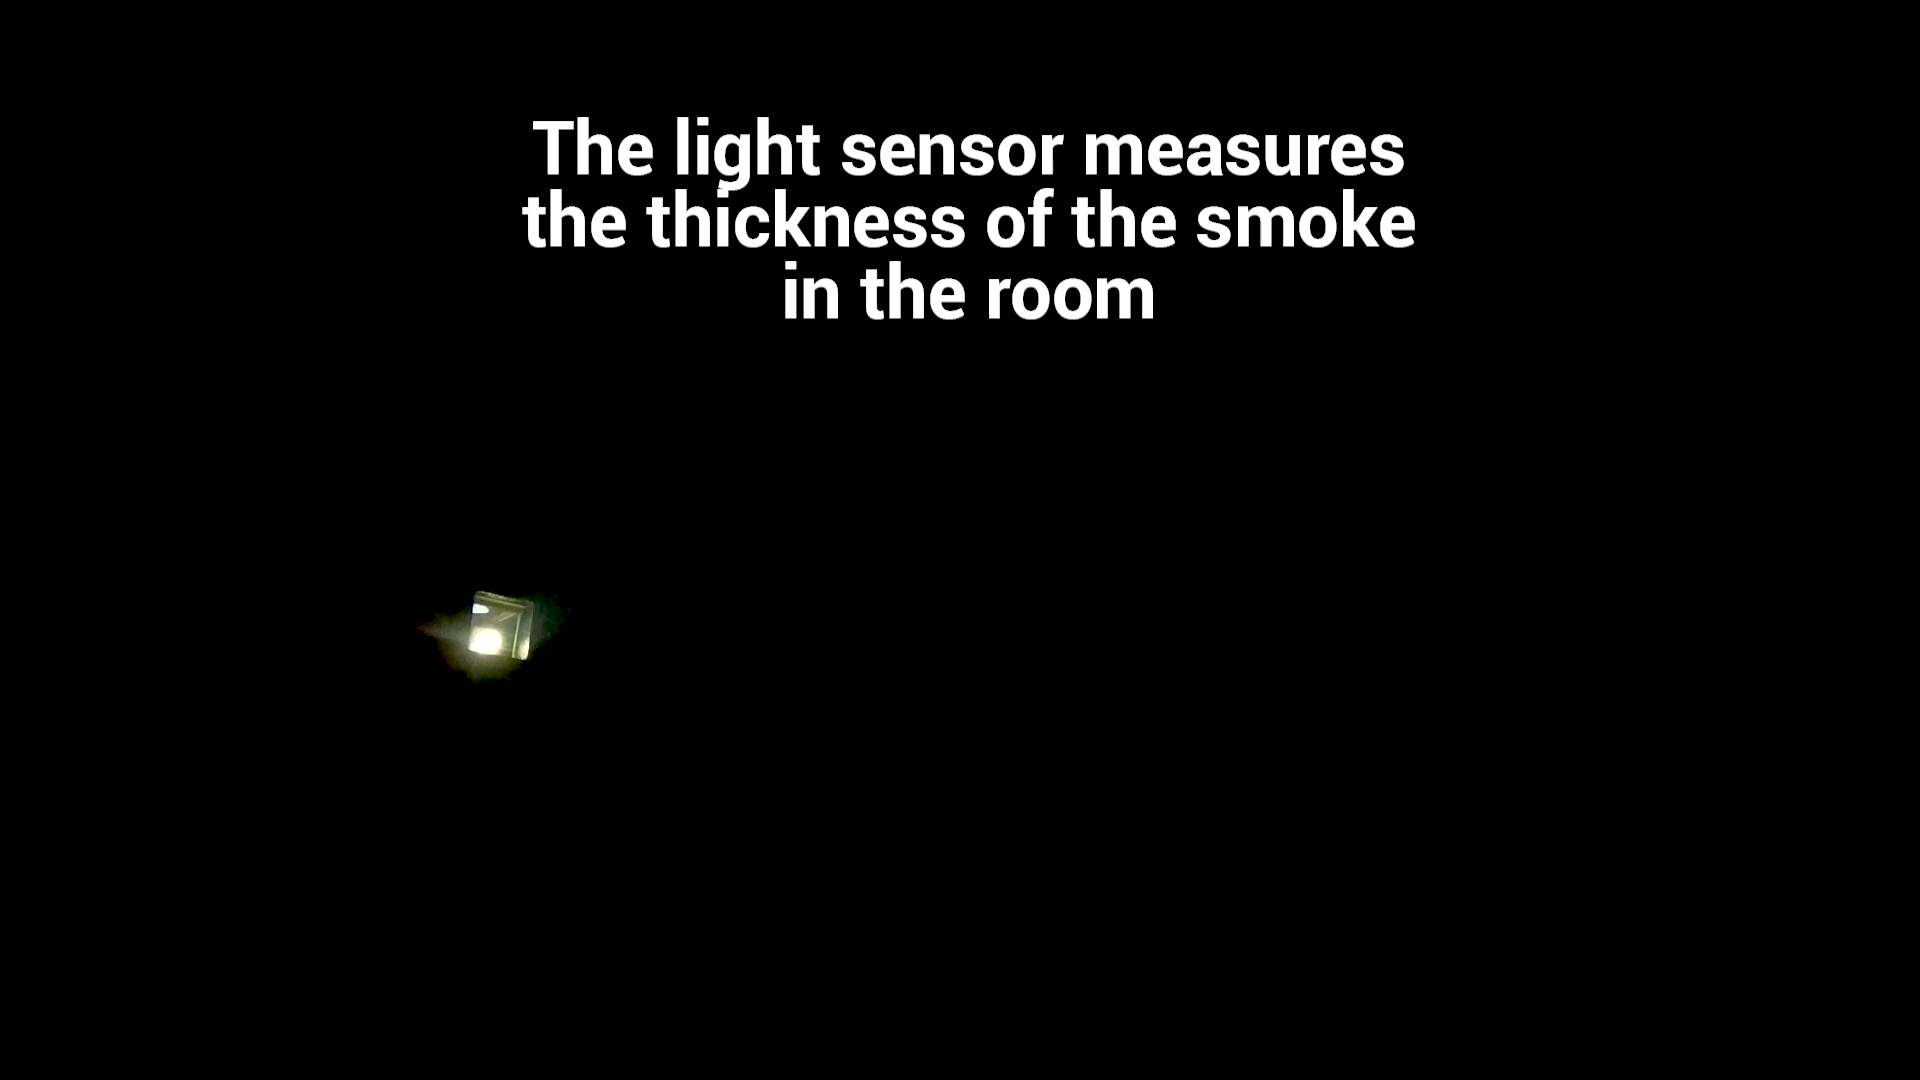 The light sensor measures
the thickness of the smoke
in the room